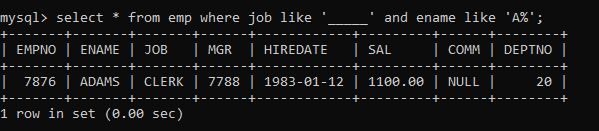 mysql> select * from emp where job like '_____' and ename like 'A%';
+-------+-------+-------+------+------------+---------+------+--------+
| EMPNO | ENAME | JOB   | MGR  | HIREDATE   | SAL     | COMM | DEPTNO |
+-------+-------+-------+------+------------+---------+------+--------+
|  7876 | ADAMS | CLERK | 7788 | 1983-01-12 | 1100.00 | NULL |     20 |
+-------+-------+-------+------+------------+---------+------+--------+
1 row in set (0.00 sec)